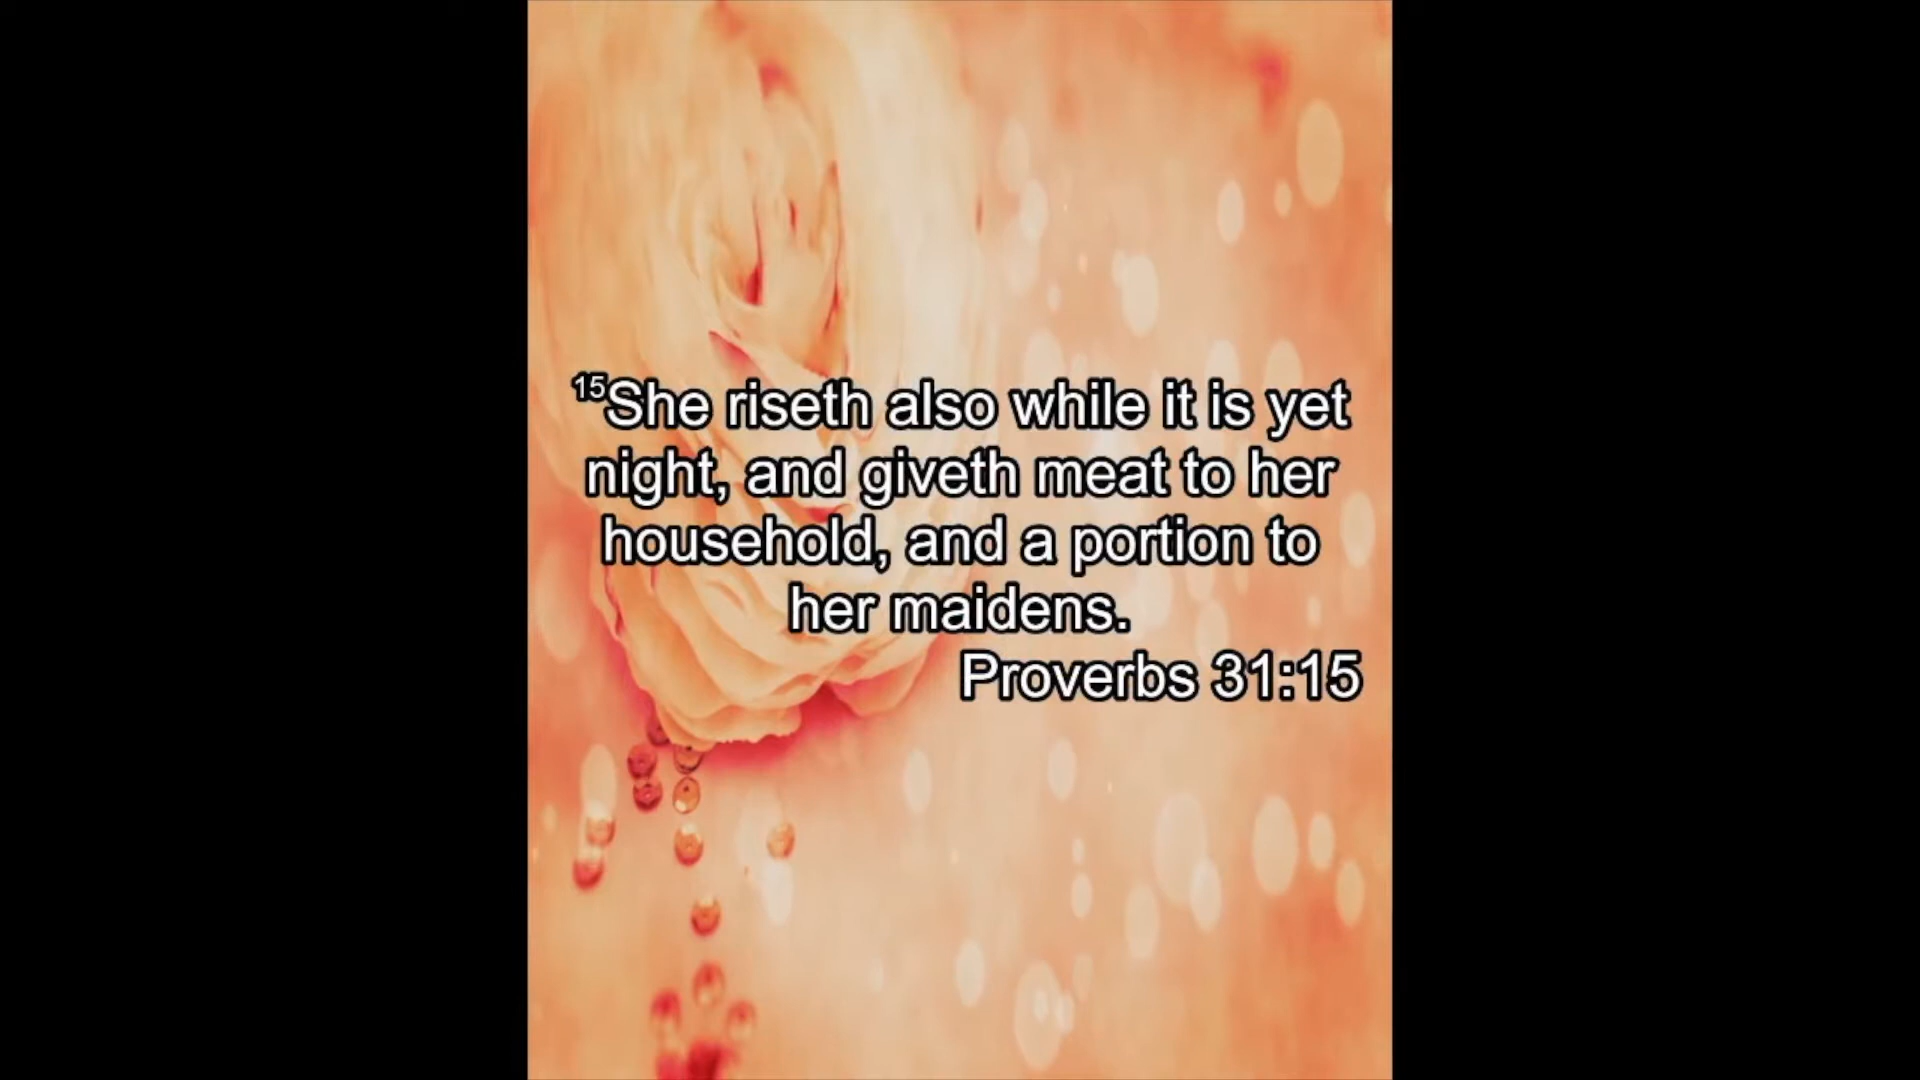 15She riseth also while it is yet
night, and giveth meat to her
household, and a portion to
her maidens.
Proverbs 31:15